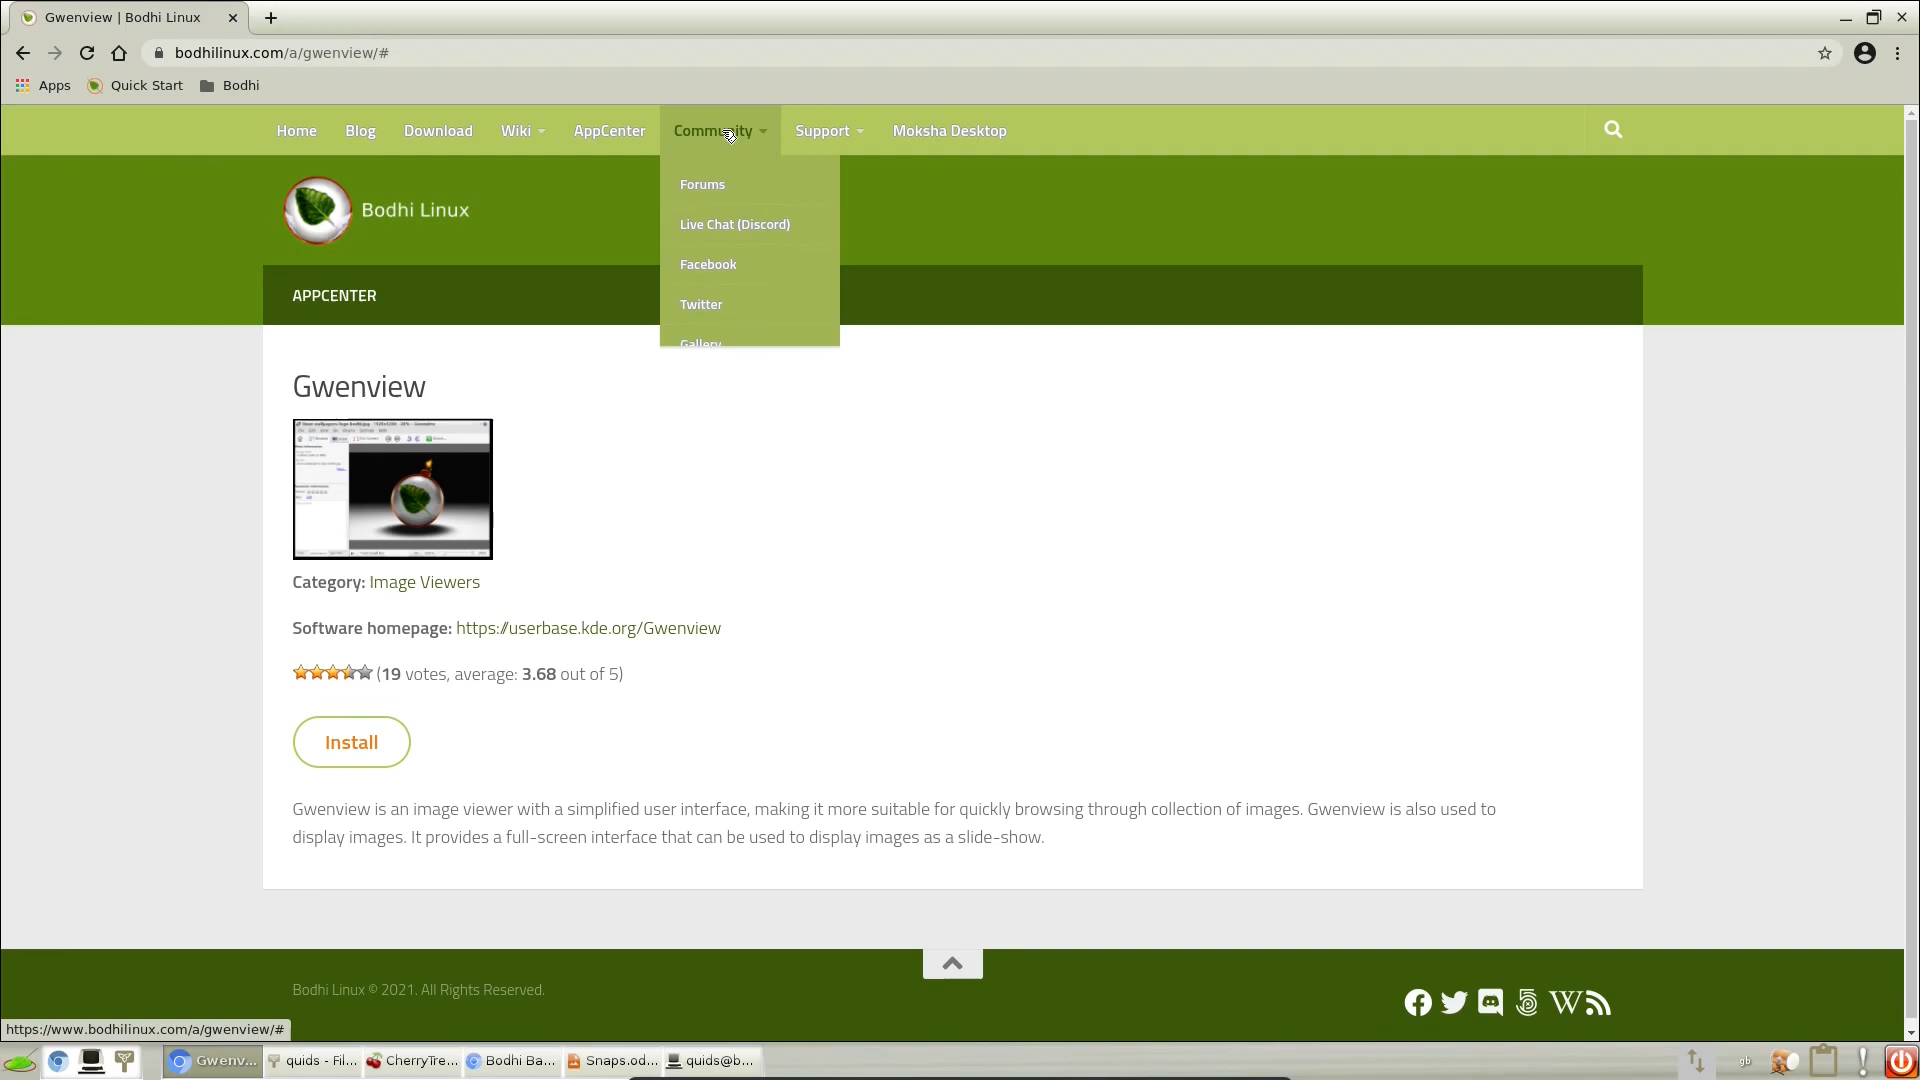 Gwenview | Bodhi Linux
bodhilinux.com/a/gwenview/#
Apps
Quick Start
Bodhi
Home
Blog
Download
Wiki
AppCenter
Community
Support
Moksha Desktop
Forums
Live Chat (Discord)
Facebook
Twitter
Gallery
Bodhi Linux
APPCENTER
Gwenview
Category: Image Viewers
Software homepage: https://userbase.kde.org/Gwenview
(19 votes, average: 3.68 out of 5)
Install
Gwenview is an image viewer with a simplified user interface, making it more suitable for quickly browsing through collection of images. Gwenview is also used to
display images. It provides a full-screen interface that can be used to display images as a slide-show.
Bodhi Linux © 2021. All Rights Reserved.
W
https://www.bodhilinux.com/a/gwenview/#
Gwenv...
quids - Fil...
CherryTre...
Bodhi Ba...
Snaps.od...
quids@b...
gb